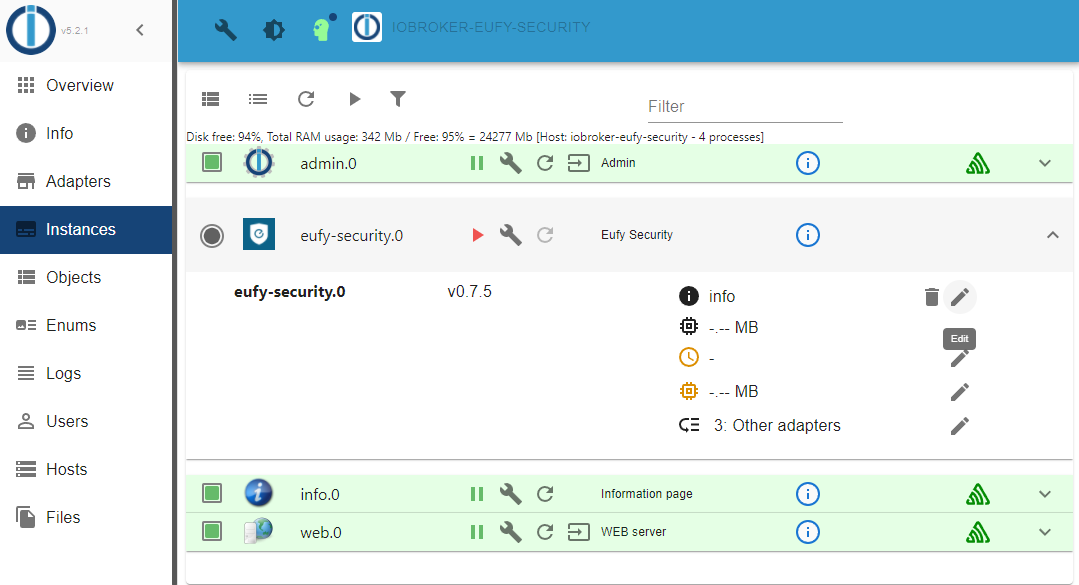 v5.2.1
IOBROKER-EUFY-SECURITY
Overview
Info
Adapters
Instances
Objects
Enums
Logs
Users
Hosts
Files
Filter
Disk free: 94%, Total RAM usage: 342 Mb / Free: 95% = 24277 Mb [Host: iobroker-eufy-security - 4 processes]
admin.0 Admin
eufy-security.0 Eufy Security
eufy-security.0 v0.7.5 info
-.-- MB
Edit
-
-.-- MB
3: Other adapters
info.0 Information page
web.0 WEB server